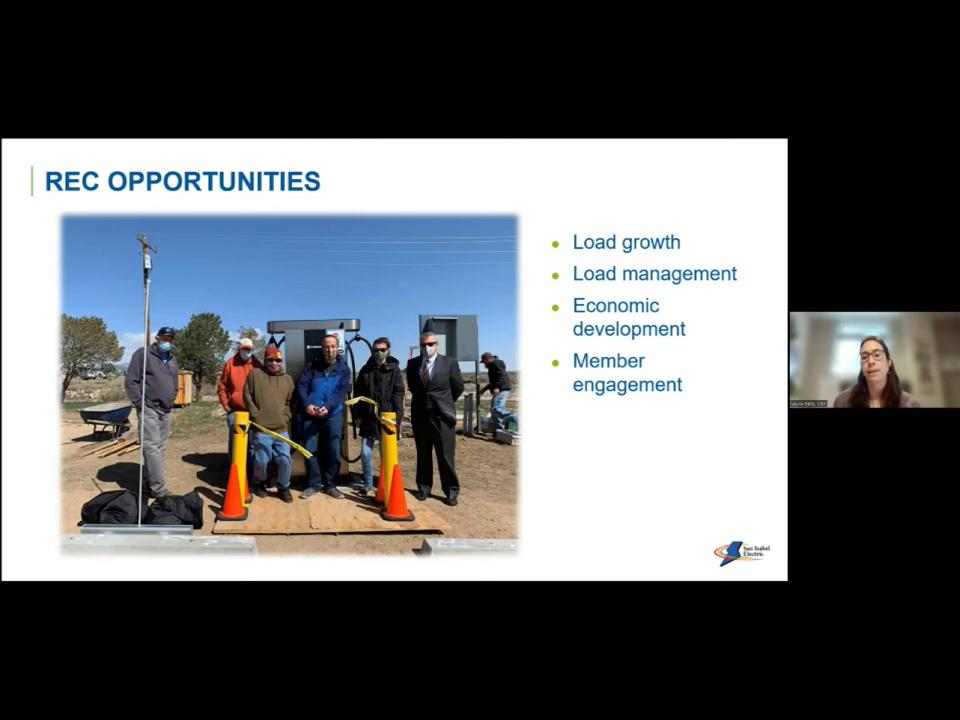 REC OPPORTUNITIES
Load growth
Load management
Economic
development
Member
engagement
San Isabel
Electric